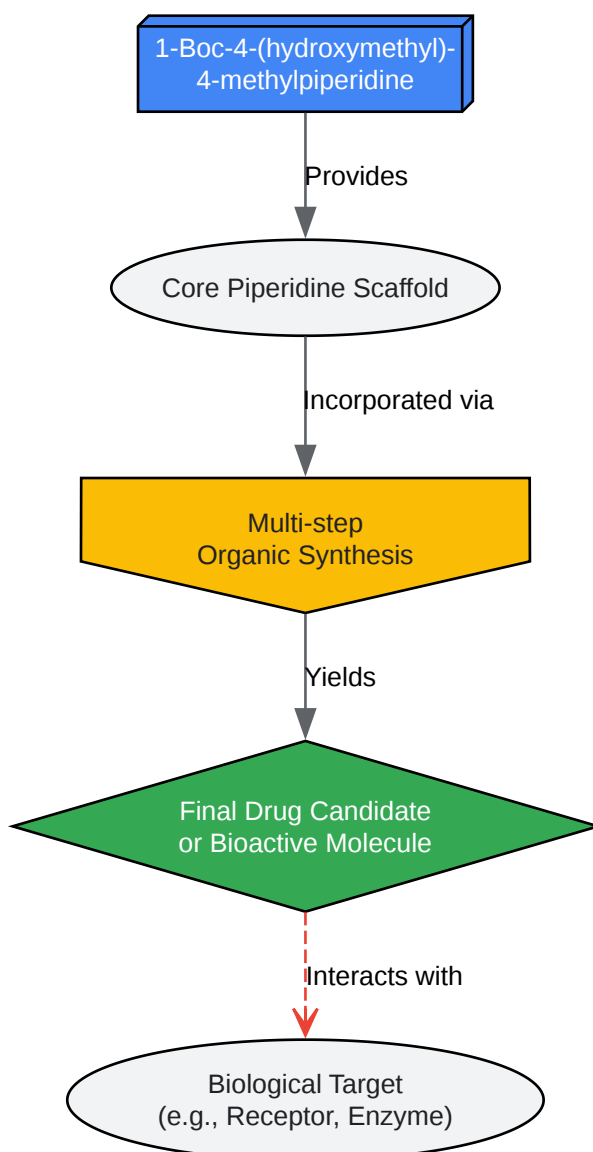 1-Boc-4-(hydroxymethyl)-
4-methylpiperidine
Provides
Core Piperidine Scaffold
Incorporated via
Multi-step
Organic Synthesis
Yields
Final Drug Candidate
or Bioactive Molecule
Interacts with
Biological Target
(e.g., Receptor, Enzyme)